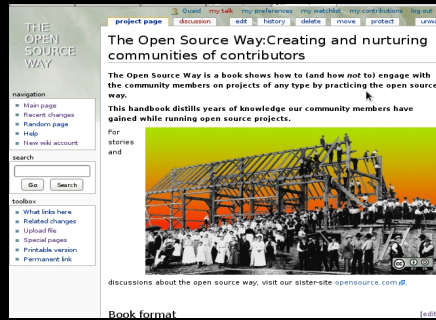 Quaid my talk my preferences my watchlist my contributions log out
project page discussion edit history delete move protect unwa
THE
OPEN
SOURCE
WAY
The Open Source Way:Creating and nurturing
communities of contributors
The Open Source Way is a book shows how to (and how not to) engage with
the community members on projects of any type by practicing the open source
way.
This handbook distills years of knowledge our community members have
gained while running open source projects.
For
stories
and
discussions about the open source way, visit our sister-site opensource.com.
Book format [edit
navigation
Main page
Recent changes
Random page
Help
New wiki account
search
Go Search
toolbox
What links here
Related changes
Upload file
Special pages
Printable version
Permanent link